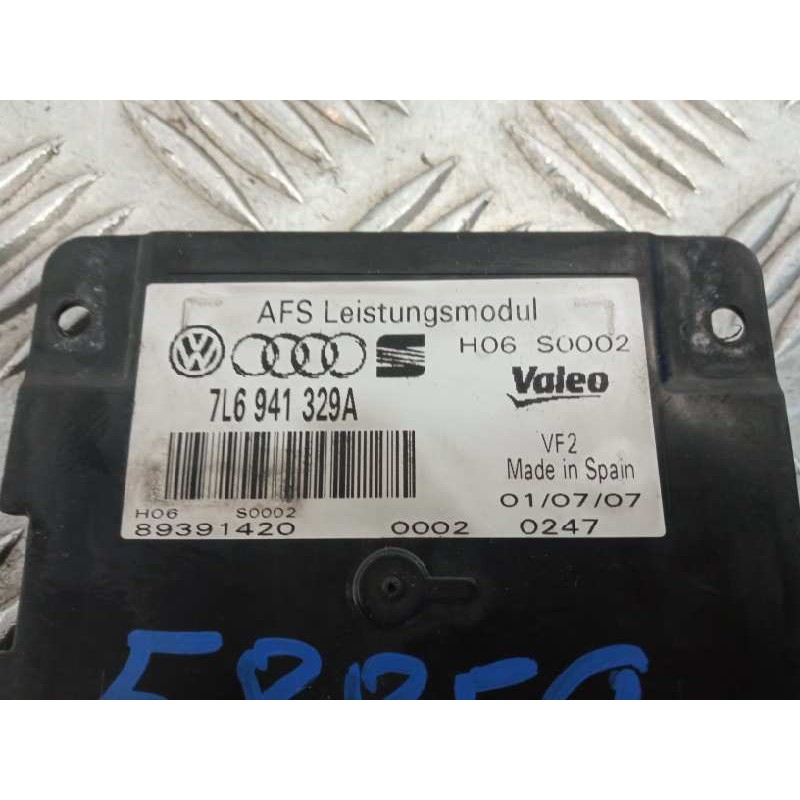 AFS Leistungsmodul
H06 S0002
7L6 941 329A
Valeo
VF2
Made in Spain
01/07/07
H06 S0002
89391420 0002 0247